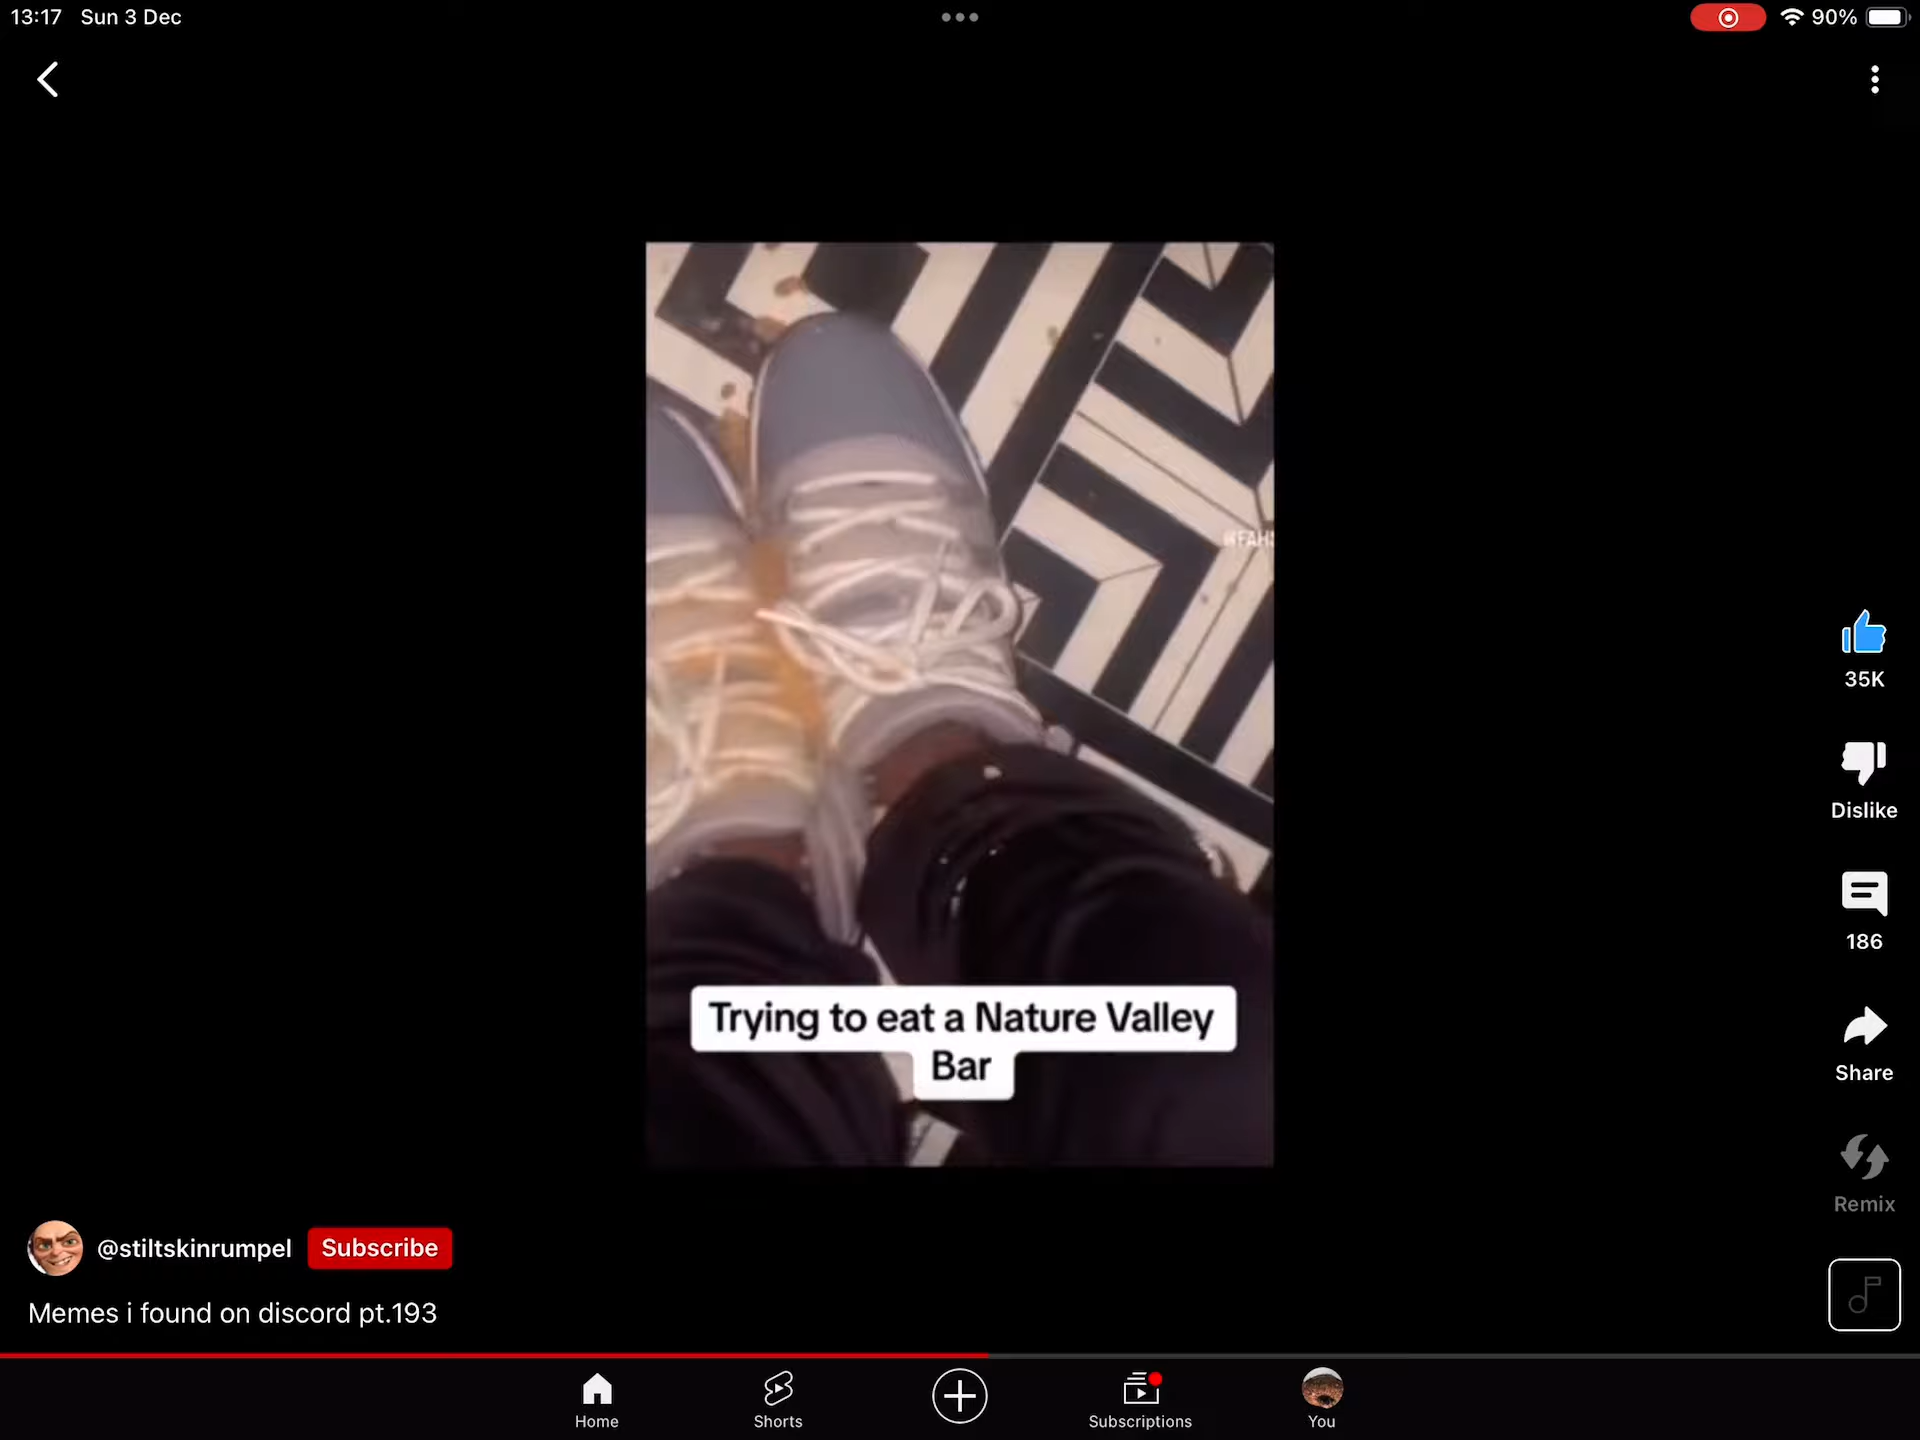 13:17 Sun 3 Dec
90%
@FAHS
Trying to eat a Nature Valley
Bar
35K
Dislike
186
Share
Remix
@stiltskinrumpel Subscribe
Memes i found on discord pt.193
Home
Shorts
Subscriptions
You